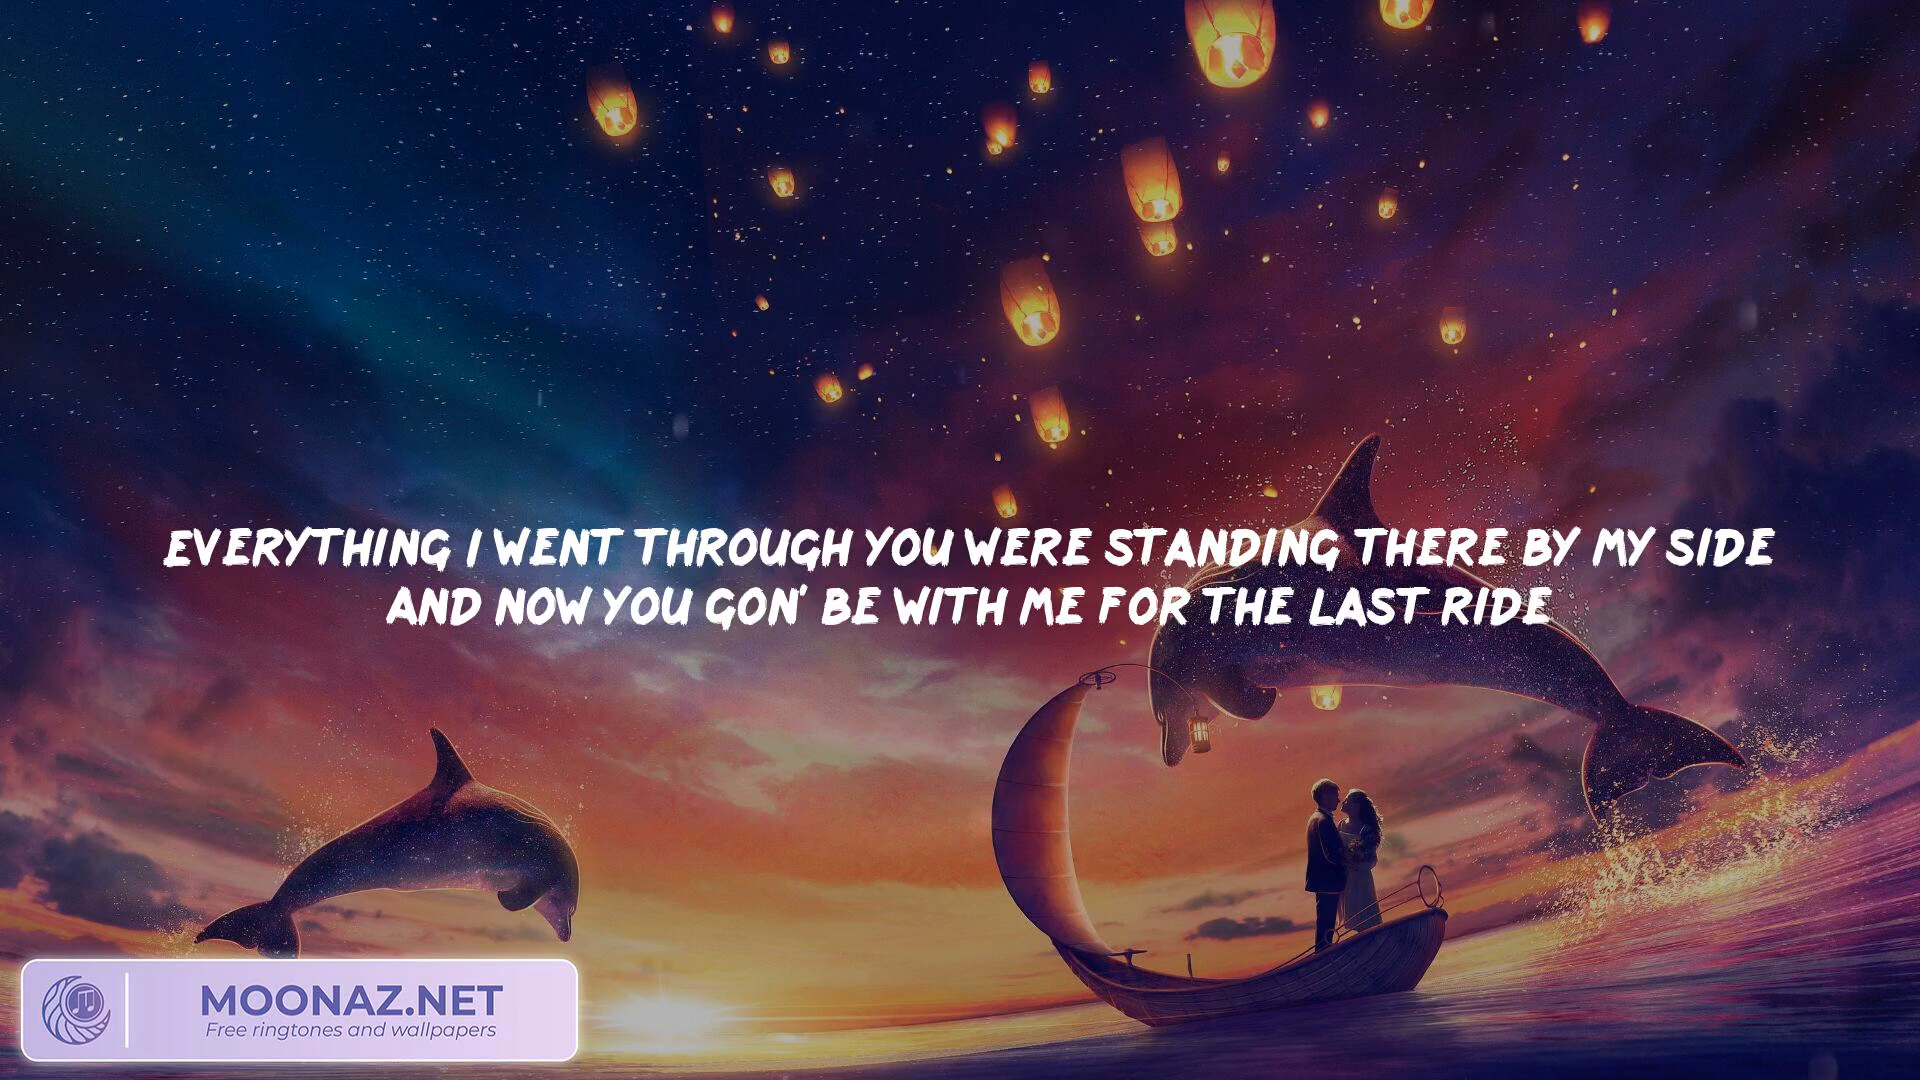 EVERYTHING I WENT THROUGH YOU WERE STANDING THERE BY MY SIDE
AND NOW YOU GON' BE WITH ME FOR THE LAST RIDE
MOONAZ.NET
Free ringtones and wallpapers